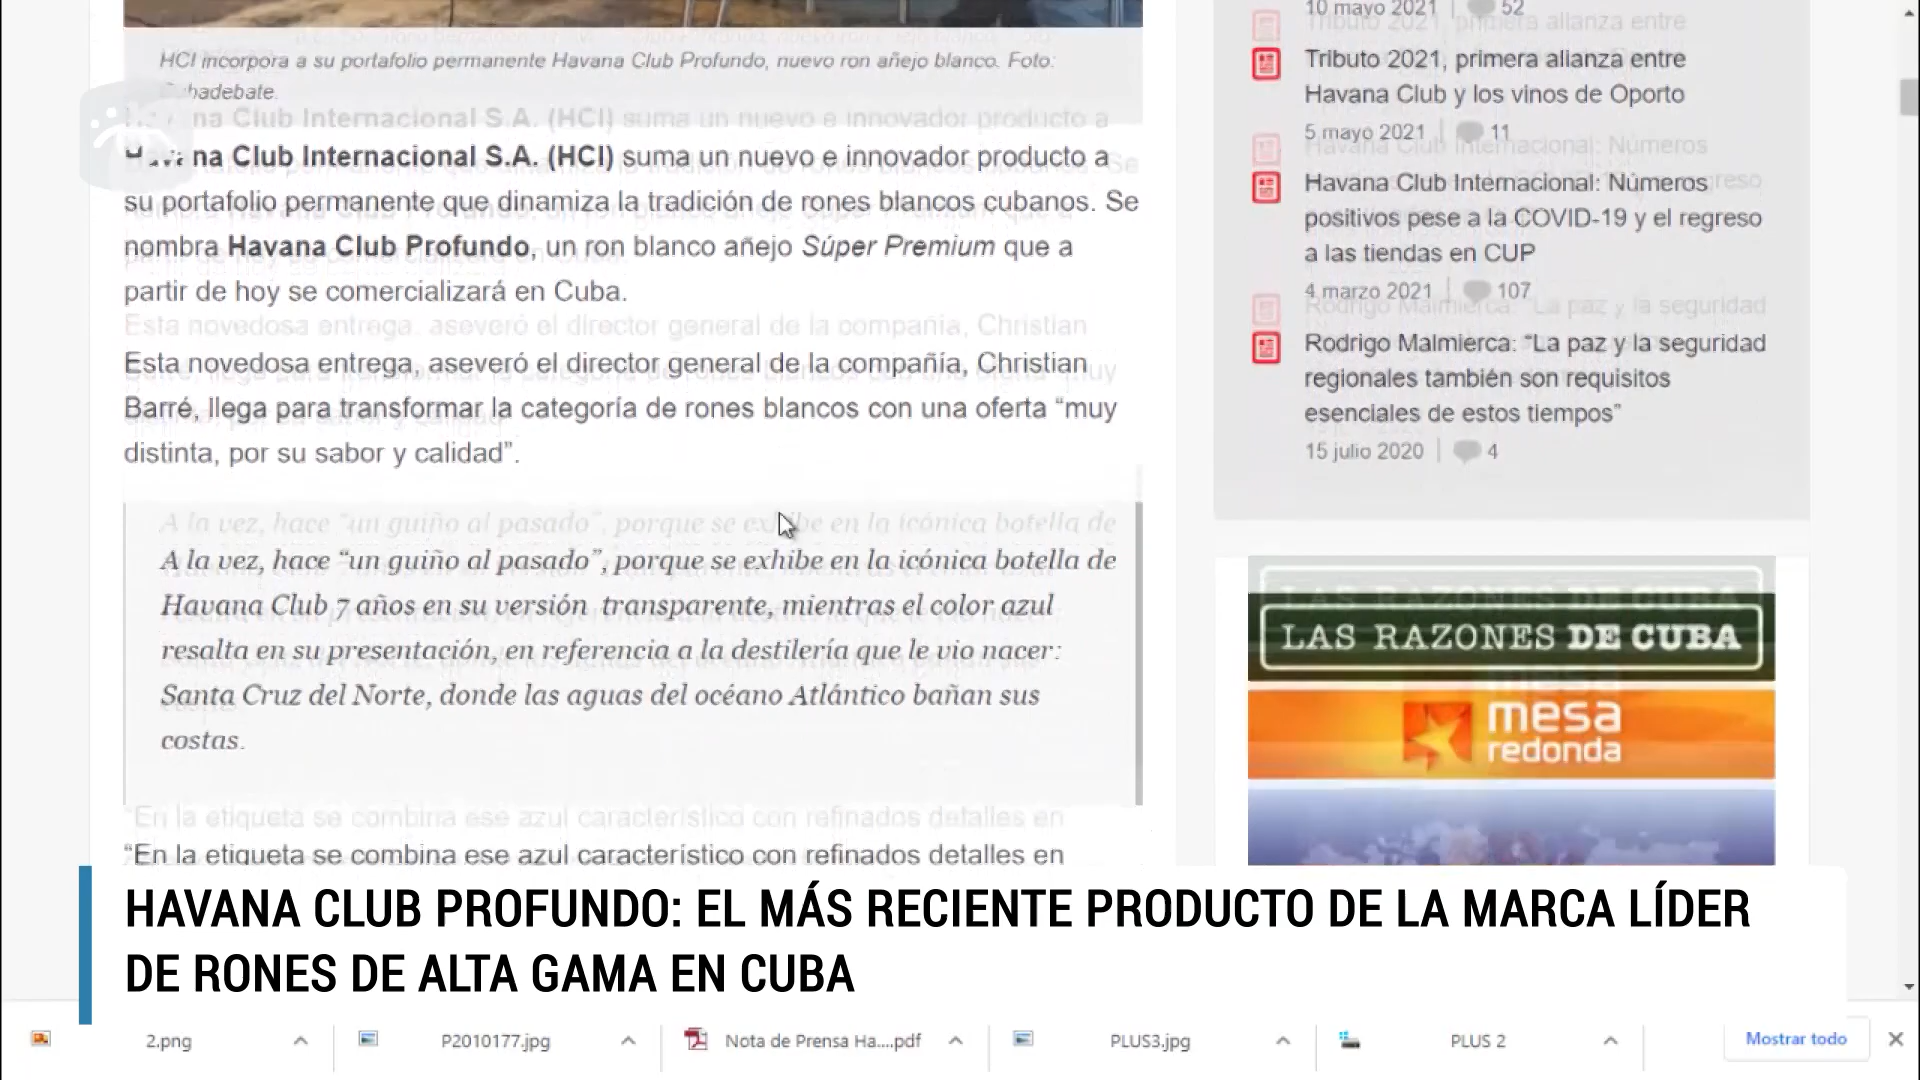 HCI incorpora a su portafolio permanente Havana Club Profundo, nuevo ron añejo blanco. Foto:
Cubadebate.
Havana Club Internacional S.A. (HCI) suma un nuevo e innovador producto a
su portafolio permanente que dinamiza la tradición de rones blancos cubanos. Se
nombra Havana Club Profundo, un ron blanco añejo Súper Premium que a
partir de hoy se comercializará en Cuba.
Esta novedosa entrega, aseveró el director general de la compañía, Christian
Barré, llega para transformar la categoría de rones blancos con una oferta “muy
distinta, por su sabor y calidad”.
A la vez, hace “un guiño al pasado”, porque se exhibe en la icónica botella de
Havana Club 7 años en su versión transparente, mientras el color azul
resalta en su presentación, en referencia a la destilería que le vio nacer:
Santa Cruz del Norte, donde las aguas del océano Atlántico bañan sus
costas.
“En la etiqueta se combina ese azul característico con refinados detalles en
10 mayo 2021 52
Tributo 2021, primera alianza entre
Havana Club y los vinos de Oporto
5 mayo 2021 11
Havana Club Internacional: Números
positivos pese a la COVID-19 y el regreso
a las tiendas en CUP
4 marzo 2021 107
Rodrigo Malmierca: “La paz y la seguridad
regionales también son requisitos
esenciales de estos tiempos”
15 julio 2020 4
LAS RAZONES DE CUBA
mesa
redonda
HAVANA CLUB PROFUNDO: EL MÁS RECIENTE PRODUCTO DE LA MARCA LÍDER
DE RONES DE ALTA GAMA EN CUBA
2.png P2010177.jpg Nota de Prensa Ha....pdf PLUS3.jpg PLUS 2 Mostrar todo